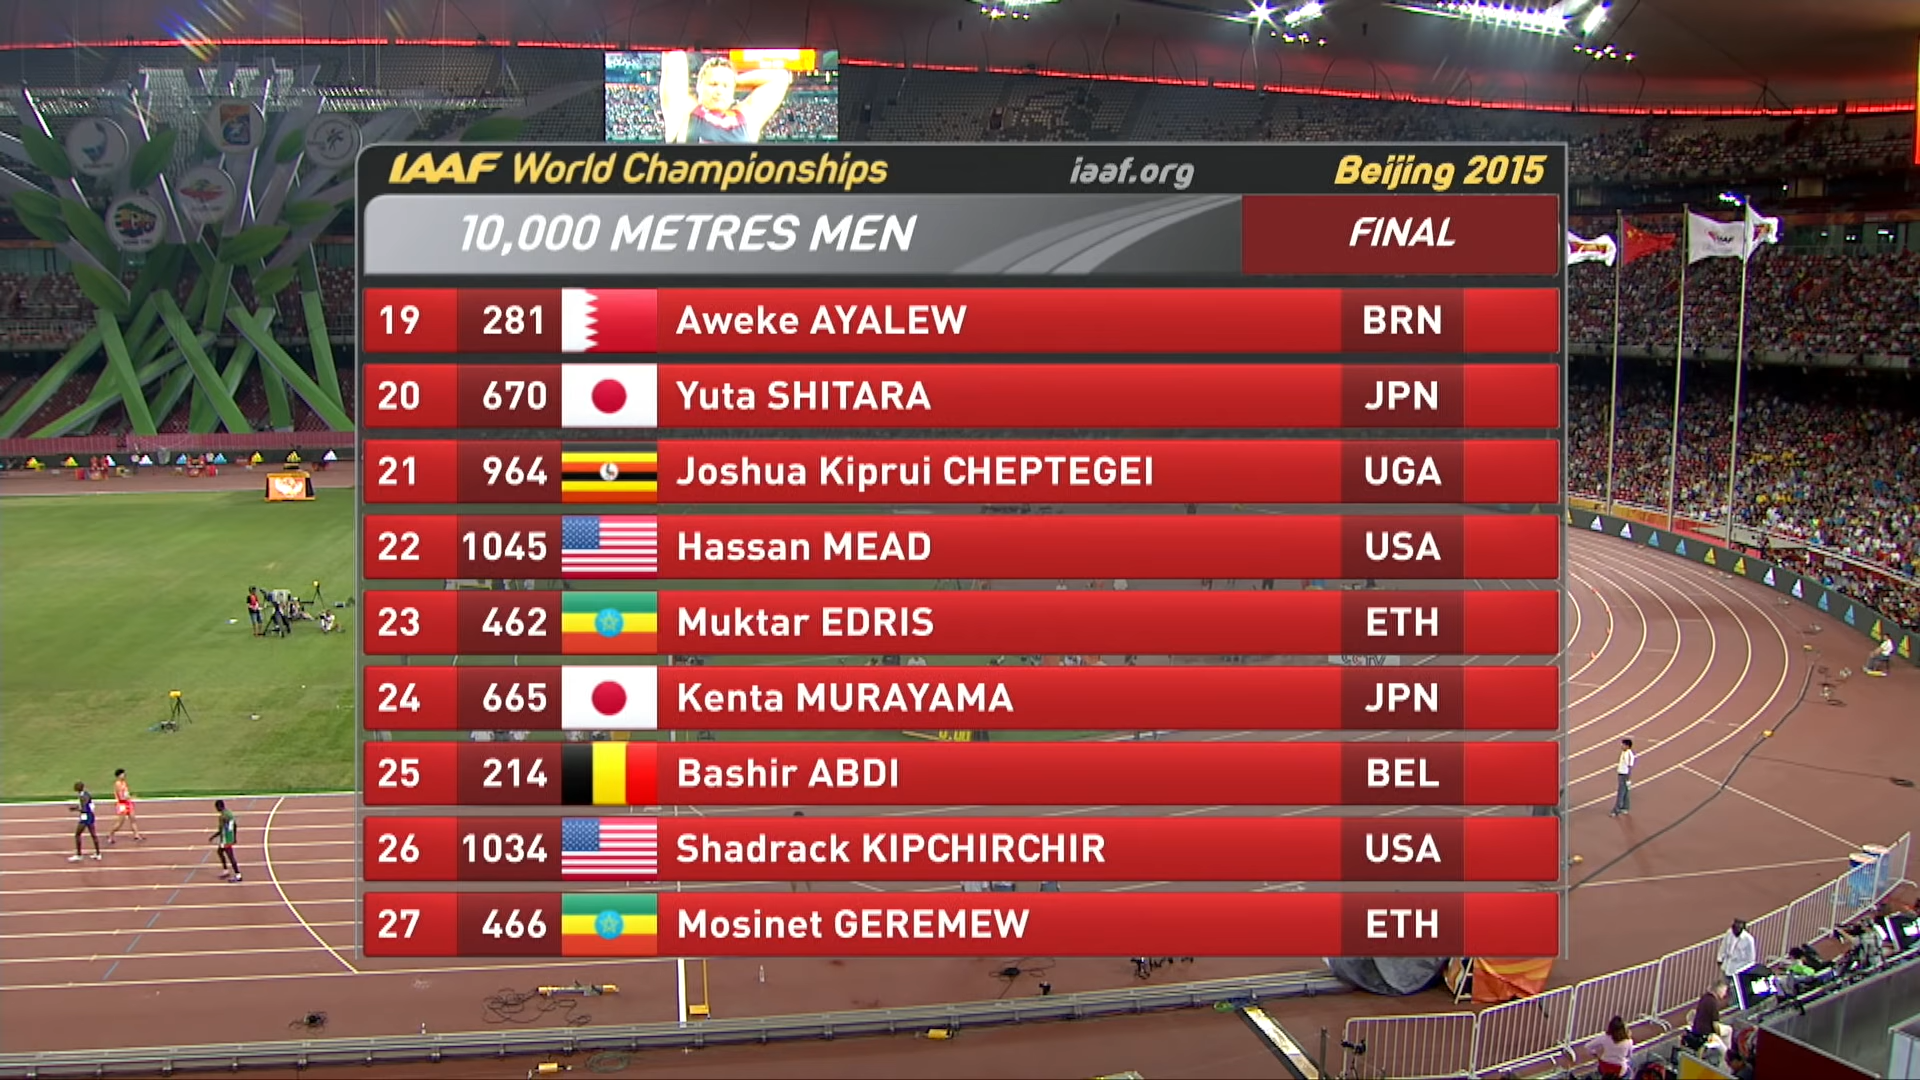 IAAF World Championships iaaf.org Beijing 2015
10,000 METRES MEN FINAL
19 281 Aweke AYALEW BRN
20 670 Yuta SHITARA JPN
21 964 Joshua Kiprui CHEPTEGEI UGA
22 1045 Hassan MEAD USA
23 462 Muktar EDRIS ETH
24 665 Kenta MURAYAMA JPN
25 214 Bashir ABDI BEL
26 1034 Shadrack KIPCHIRCHIR USA
27 466 Mosinet GEREMEW ETH